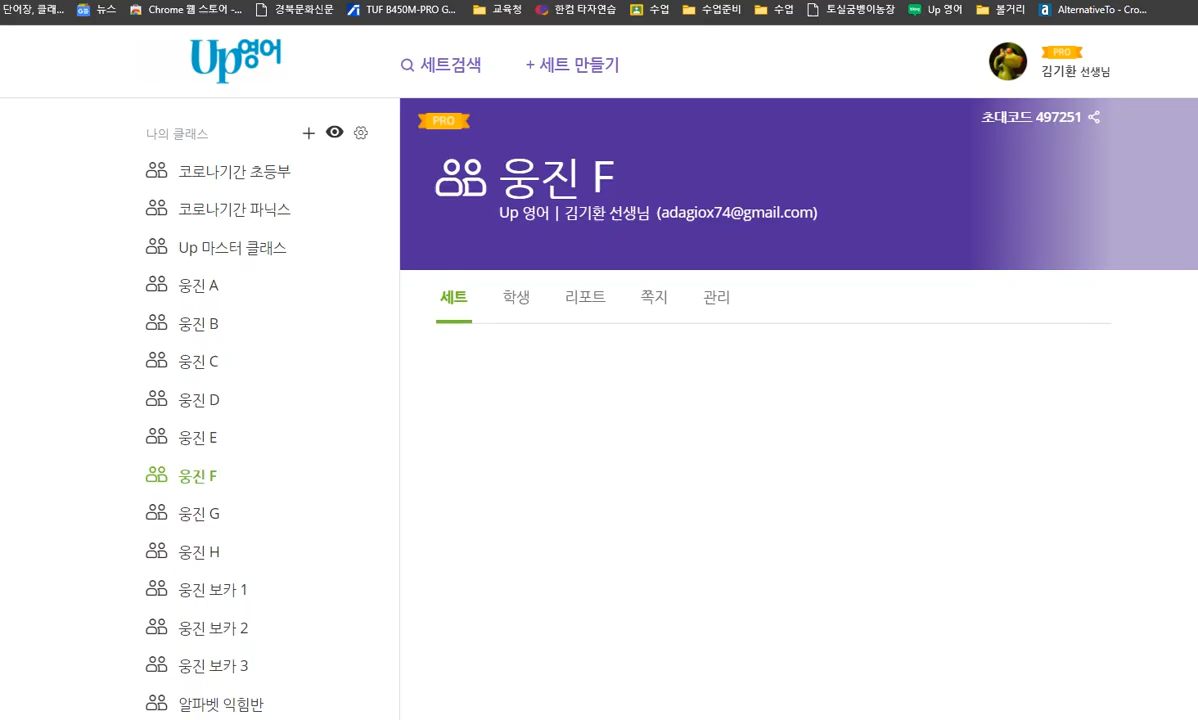 단어장, 클래... 뉴스 Chrome 웹 스토어 -... 경북문화신문 TUF B450M-PRO G... 교육청 한컴 타자연습 수업 수업준비 수업 토실굼벵이농장 Up 영어 볼거리 AlternativeTo - Cro...
Up영어
세트검색 + 세트 만들기
PRO
김기환 선생님
나의 클래스
코로나기간 초등부
코로나기간 파닉스
Up 마스터 클래스
웅진 A
웅진 B
웅진 C
웅진 D
웅진 E
웅진 F
웅진 G
웅진 H
웅진 보카 1
웅진 보카 2
웅진 보카 3
알파벳 익힘반
PRO
초대코드 497251
웅진 F
Up 영어 | 김기환 선생님 (adagiox74@gmail.com)
세트 학생 리포트 쪽지 관리